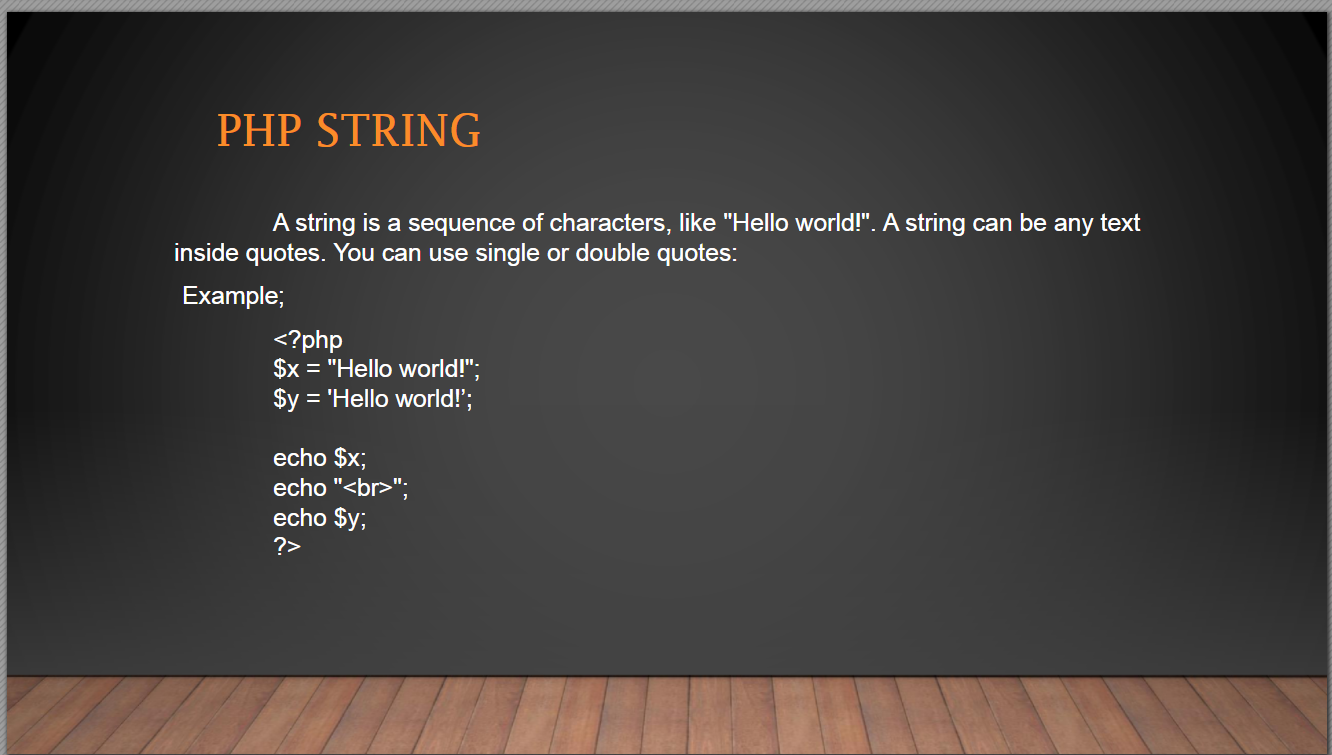 PHP STRING
A string is a sequence of characters, like "Hello world!". A string can be any text
inside quotes. You can use single or double quotes:
Example;
<?php
$x = "Hello world!";
$y = 'Hello world!’;
echo $x;
echo "<br>";
echo $y;
?>